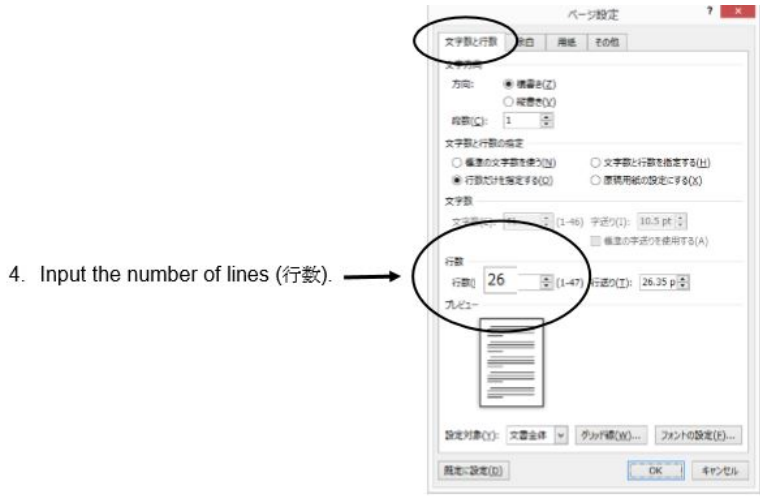 ページ設定 ? ×
文字数と行数 余白 用紙 その他
文字方向
方向: 横書き(Z)
縦書き(V)
段数(C): 1
文字数と行数の指定
標準の文字数を使う(N) 文字数と行数を指定する(H)
行数だけを指定する(O) 原稿用紙の設定にする(X)
文字数
(1-46) 字送り(I): 10.5 pt
標準の字送りを使用する(A)
行数
4. Input the number of lines (行数).
行数 26 (1-47) 行送り(T): 26.35 p
プレビュー
設定対象(Y): 文書全体 グリッド線(W)... フォントの設定(F)...
既定に設定(D) OK キャンセル